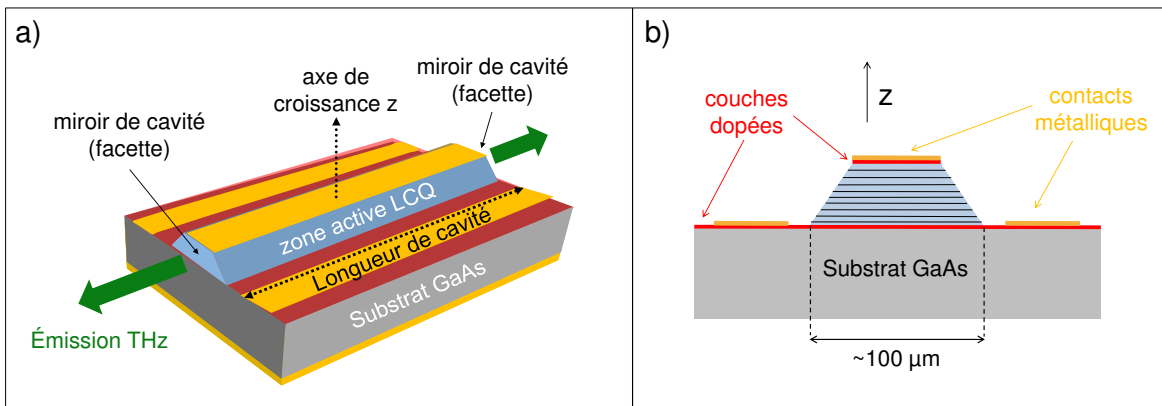 a)
axe de
croissance z
miroir de cavité
(facette)
miroir de cavité
(facette)
zone active LCQ
Longueur de cavité
Substrat GaAs
Émission THz
b)
z
couches
dopées
contacts
métalliques
Substrat GaAs
~100 µm